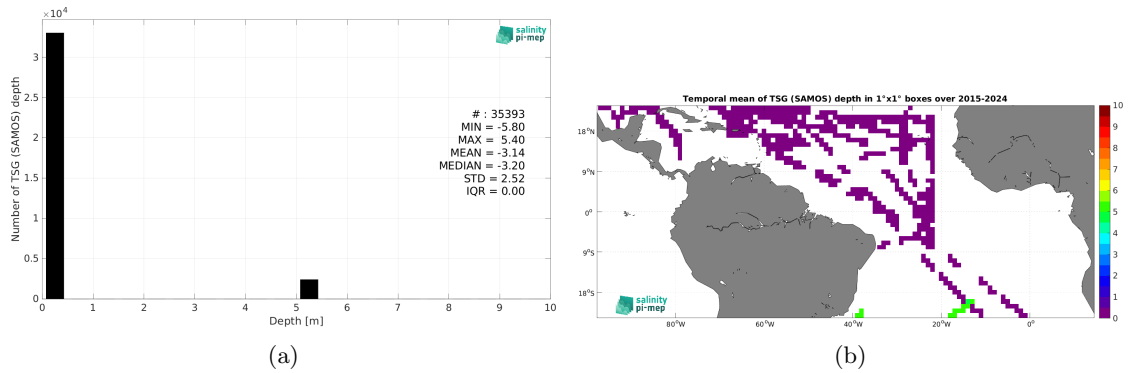 ×10⁴
3
2.5
2
1.5
1
0.5
0
Number of TSG (SAMOS) depth
0 1 2 3 4 5 6 7 8 9 10
Depth [m]
salinity
pi-mep
# : 35393
MIN = -5.80
MAX = 5.40
MEAN = -3.14
MEDIAN = -3.20
STD = 2.52
IQR = 0.00
(a)
Temporal mean of TSG (SAMOS) depth in 1°x1° boxes over 2015-2024
18°N
9°N
0°
9°S
18°S
80°W 60°W 40°W 20°W 0°
salinity
pi-mep
10
9
8
7
6
5
4
3
2
1
0
(b)